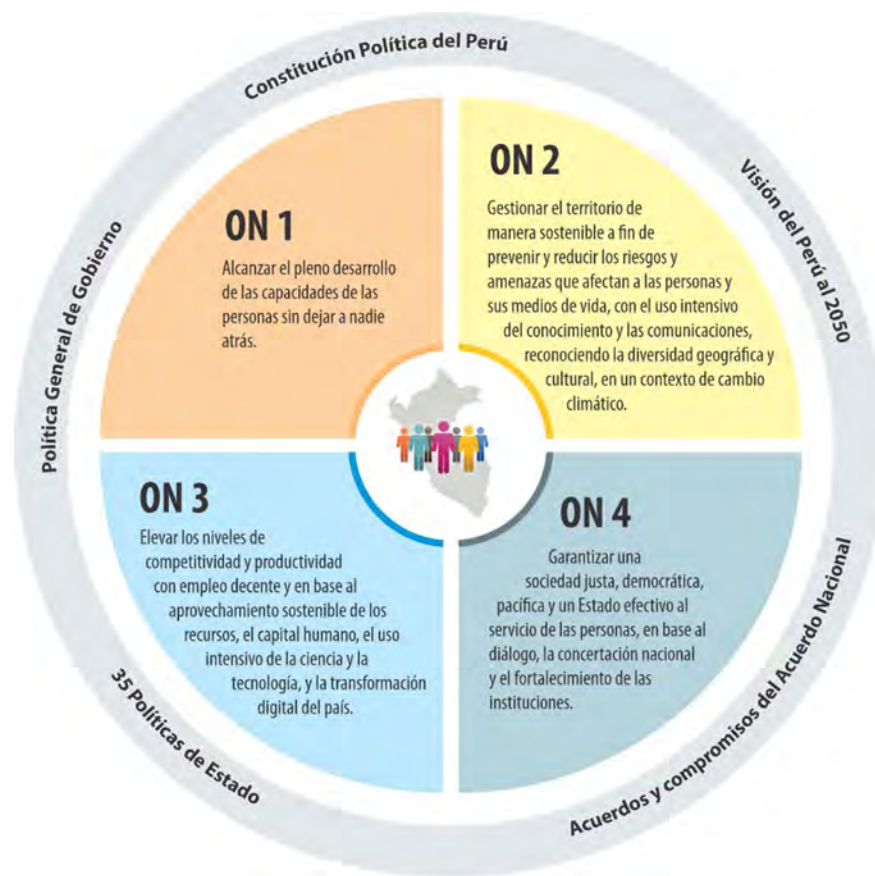 Constitución Política del Perú
Visión del Perú al 2050
Política General de Gobierno
ON 1
Alcanzar el pleno desarrollo
de las capacidades de las
personas sin dejar a nadie
atrás.
ON 2
Gestionar el territorio de
manera sostenible a fin de
prevenir y reducir los riesgos y
amenazas que afectan a las personas y
sus medios de vida, con el uso intensivo
del conocimiento y las comunicaciones,
reconociendo la diversidad geográfica y
cultural, en un contexto de cambio
climático.
ON 3
Elevar los niveles de
competitividad y productividad
con empleo decente y en base al
aprovechamiento sostenible de los
recursos, el capital humano, el uso
intensivo de la ciencia y la
tecnología, y la transformación
digital del país.
ON 4
Garantizar una
sociedad justa, democrática,
pacífica y un Estado efectivo al
servicio de las personas, en base al
diálogo, la concertación nacional
y el fortalecimiento de las
instituciones.
35 Políticas de Estado
Acuerdos y compromisos del Acuerdo Nacional